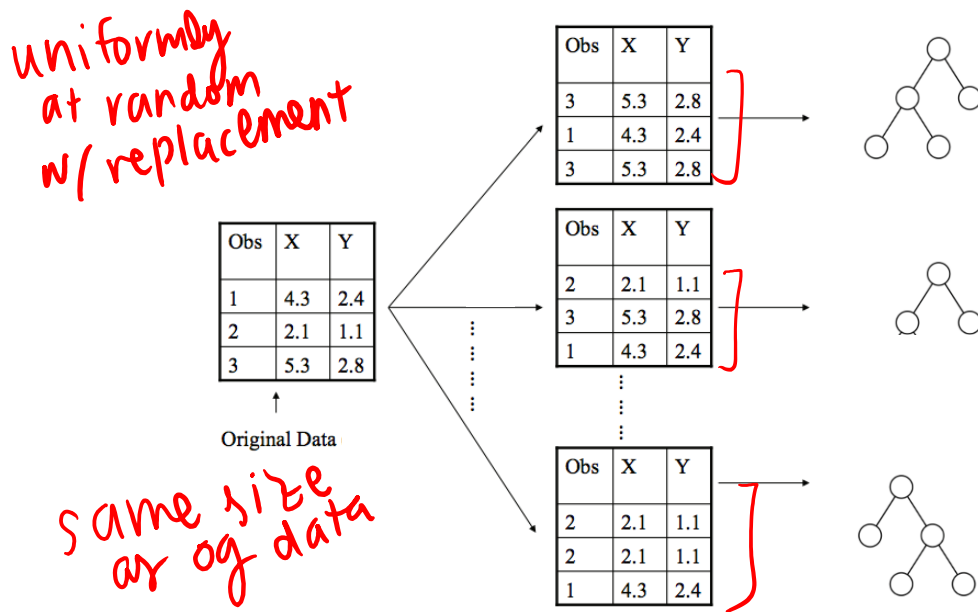 uniformly
at random
w/ replacement
Obs X Y
3 5.3 2.8
1 4.3 2.4
3 5.3 2.8
Obs X Y
1 4.3 2.4
2 2.1 1.1
3 5.3 2.8
Original Data
Obs X Y
2 2.1 1.1
3 5.3 2.8
1 4.3 2.4
Obs X Y
2 2.1 1.1
2 2.1 1.1
1 4.3 2.4
same size
as og data